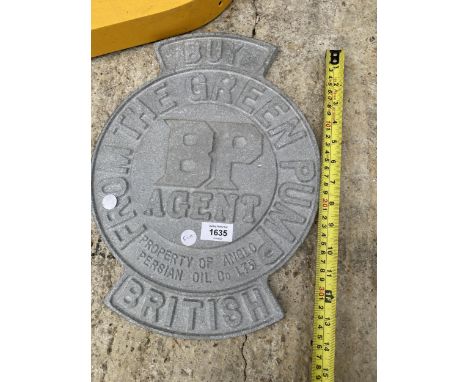 BUY
FROM THE GREEN PUMP
BP
AGENT
1635
PROPERTY OF ANGLO
PERSIAN OIL Co LTD
BRITISH